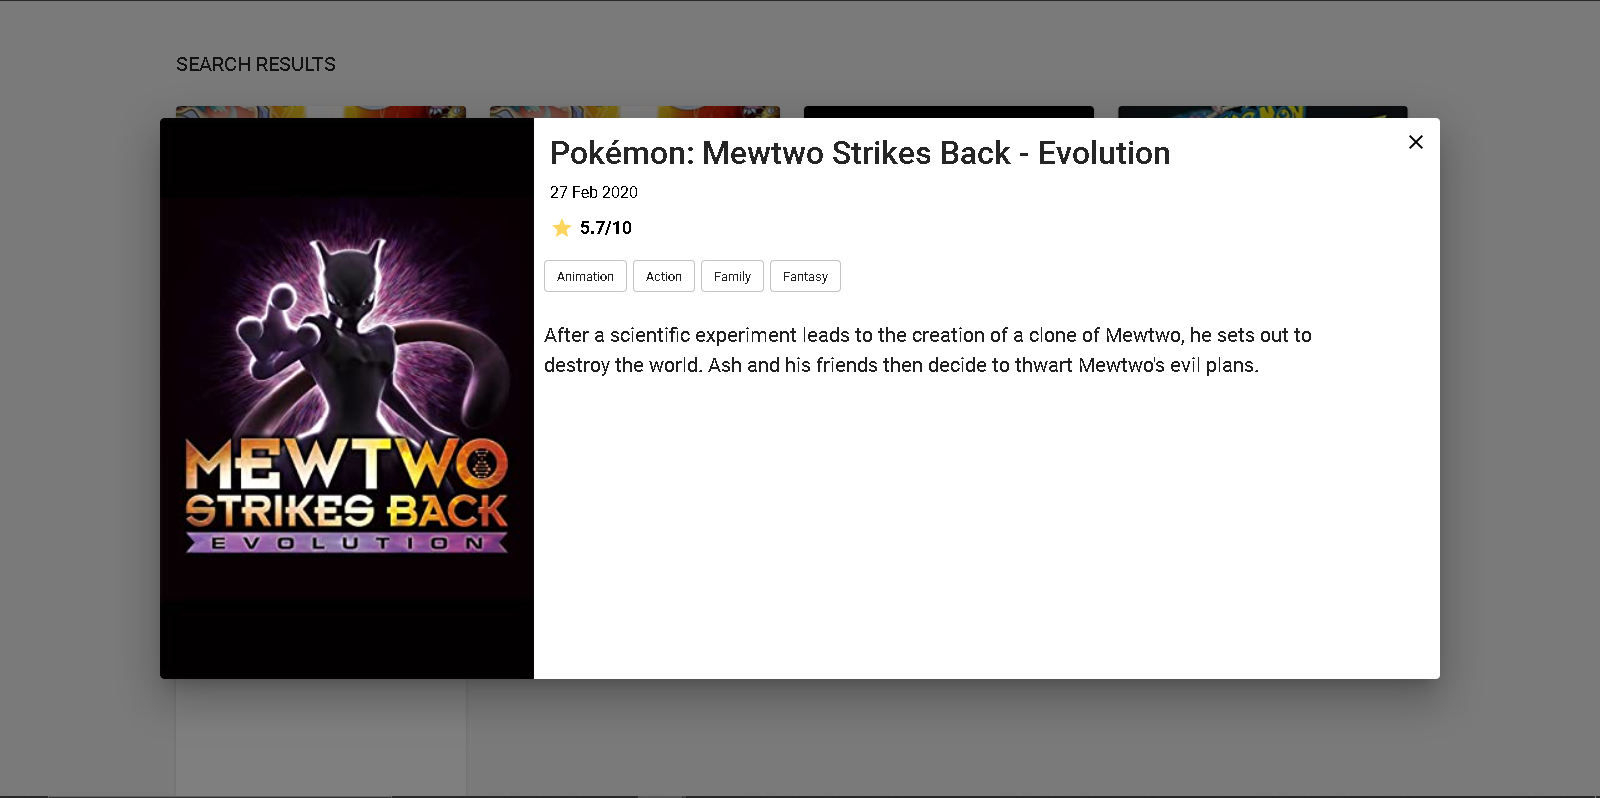 SEARCH RESULTS
Pokémon: Mewtwo Strikes Back - Evolution
27 Feb 2020
5.7/10
Animation
Action
Family
Fantasy
After a scientific experiment leads to the creation of a clone of Mewtwo, he sets out to
destroy the world. Ash and his friends then decide to thwart Mewtwo's evil plans.
MEWTWO
STRIKES BACK
EVOLUTION